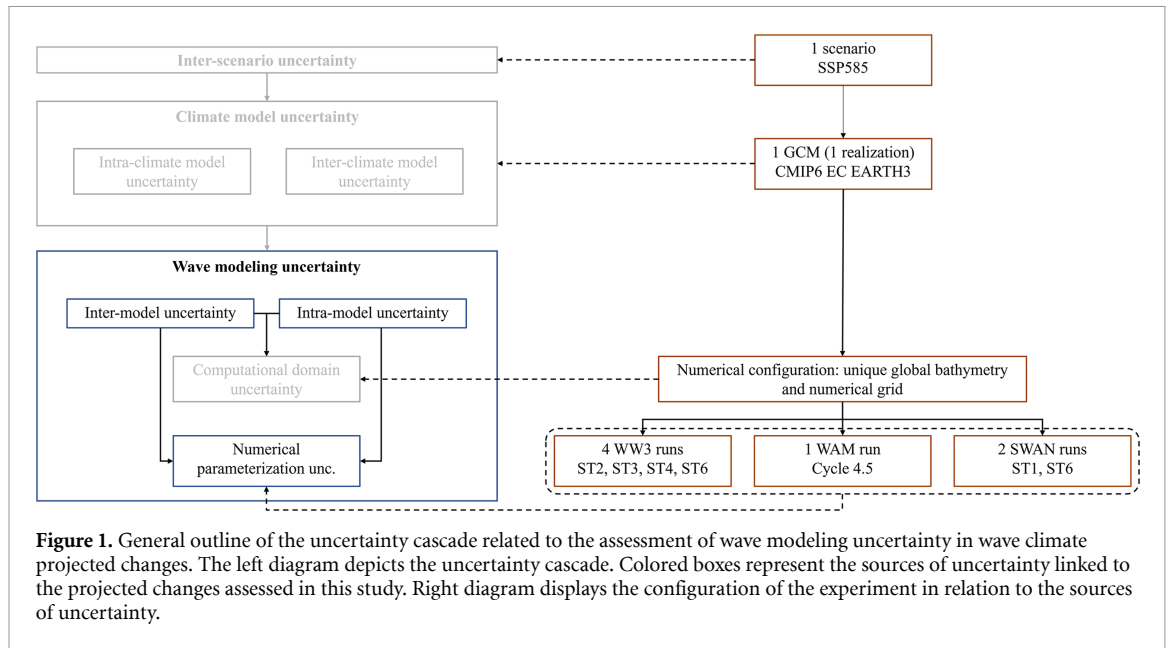 Inter-scenario uncertainty
Climate model uncertainty
Intra-climate model
uncertainty
Inter-climate model
uncertainty
Wave modeling uncertainty
Inter-model uncertainty
Intra-model uncertainty
Computational domain
uncertainty
Numerical
parameterization unc.
1 scenario
SSP585
1 GCM (1 realization)
CMIP6 EC EARTH3
Numerical configuration: unique global bathymetry
and numerical grid
4 WW3 runs
ST2, ST3, ST4, ST6
1 WAM run
Cycle 4.5
2 SWAN runs
ST1, ST6
Figure 1. General outline of the uncertainty cascade related to the assessment of wave modeling uncertainty in wave climate
projected changes. The left diagram depicts the uncertainty cascade. Colored boxes represent the sources of uncertainty linked to
the projected changes assessed in this study. Right diagram displays the configuration of the experiment in relation to the sources
of uncertainty.